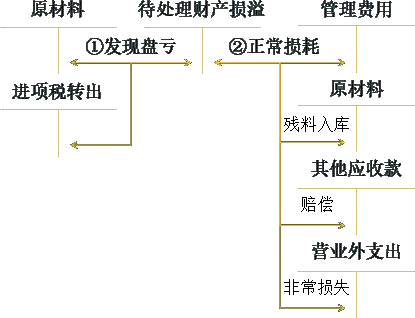 原材料 待处理财产损溢 管理费用
①发现盘亏 ②正常损耗
进项税转出 原材料
残料入库
其他应收款
赔偿
营业外支出
非常损失